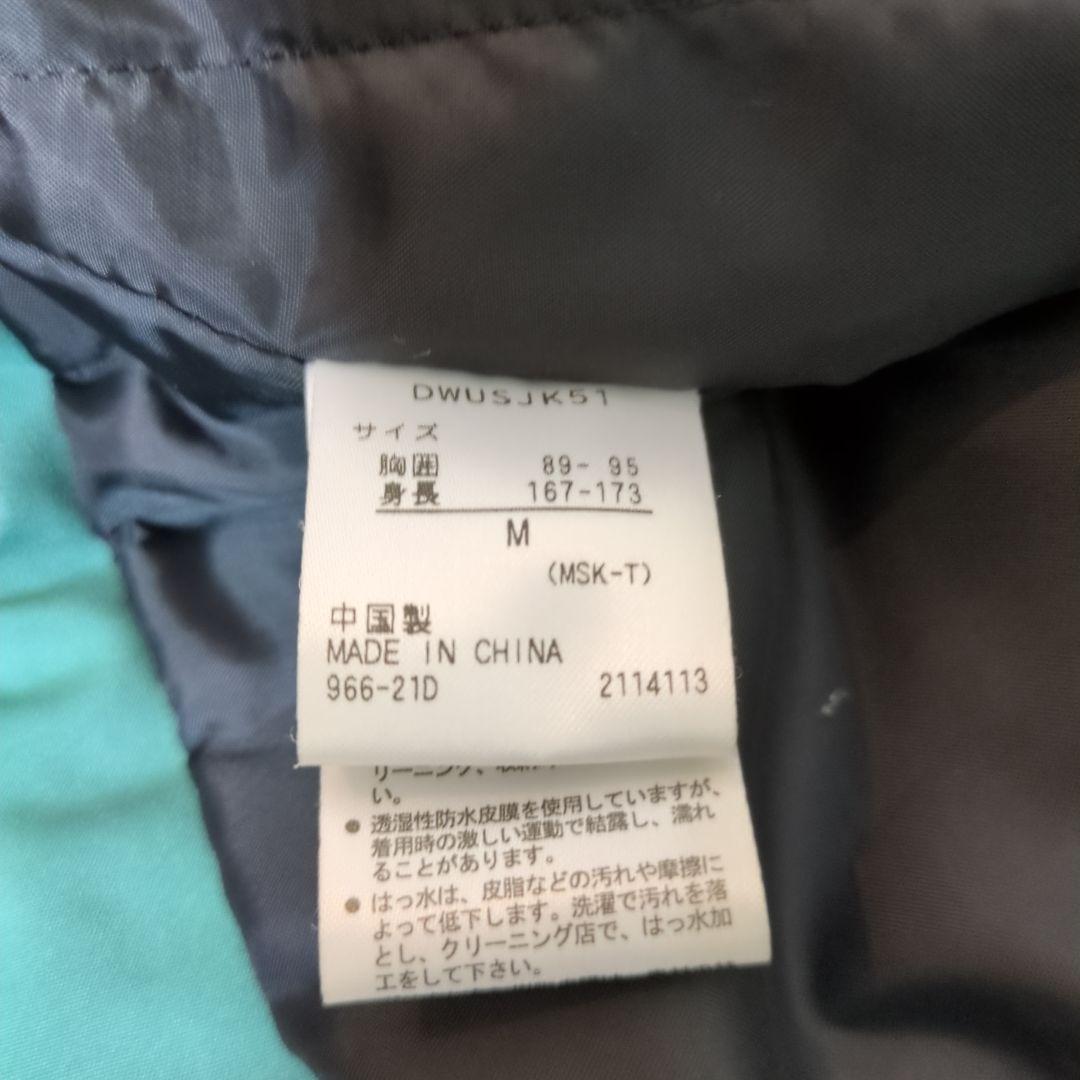 DWUSJK51
サイズ
胸囲 89- 95
身長 167-173
M
(MSK-T)
中国製
MADE IN CHINA
966-21D 2114113
リーニング、
い。
● 透湿性防水皮膜を使用していますが、
着用時の激しい運動で結露し、濡れ
ることがあります。
● はっ水は、皮脂などの汚れや摩擦に
よって低下します。洗濯で汚れを落
とし、クリーニング店で、はっ水加
工をして下さい。